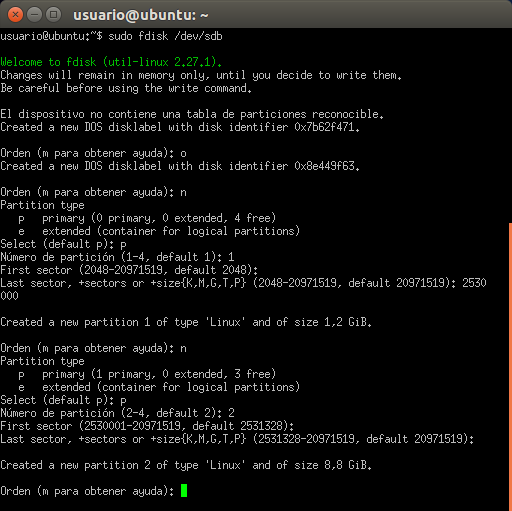 usuario@ubuntu: ~
usuario@ubuntu:~$ sudo fdisk /dev/sdb
Welcome to fdisk (util-linux 2.27.1).
Changes will remain in memory only, until you decide to write them.
Be careful before using the write command.
El dispositivo no contiene una tabla de particiones reconocible.
Created a new DOS disklabel with disk identifier 0x7b62f471.
Orden (m para obtener ayuda): o
Created a new DOS disklabel with disk identifier 0x8e449f63.
Orden (m para obtener ayuda): n
Partition type
p   primary (0 primary, 0 extended, 4 free)
e   extended (container for logical partitions)
Select (default p): p
Número de partición (1-4, default 1): 1
First sector (2048-20971519, default 2048):
Last sector, +sectors or +size{K,M,G,T,P} (2048-20971519, default 20971519): 2530
000
Created a new partition 1 of type 'Linux' and of size 1,2 GiB.
Orden (m para obtener ayuda): n
Partition type
p   primary (1 primary, 0 extended, 3 free)
e   extended (container for logical partitions)
Select (default p): p
Número de partición (2-4, default 2): 2
First sector (2530001-20971519, default 2531328):
Last sector, +sectors or +size{K,M,G,T,P} (2531328-20971519, default 20971519):
Created a new partition 2 of type 'Linux' and of size 8,8 GiB.
Orden (m para obtener ayuda):